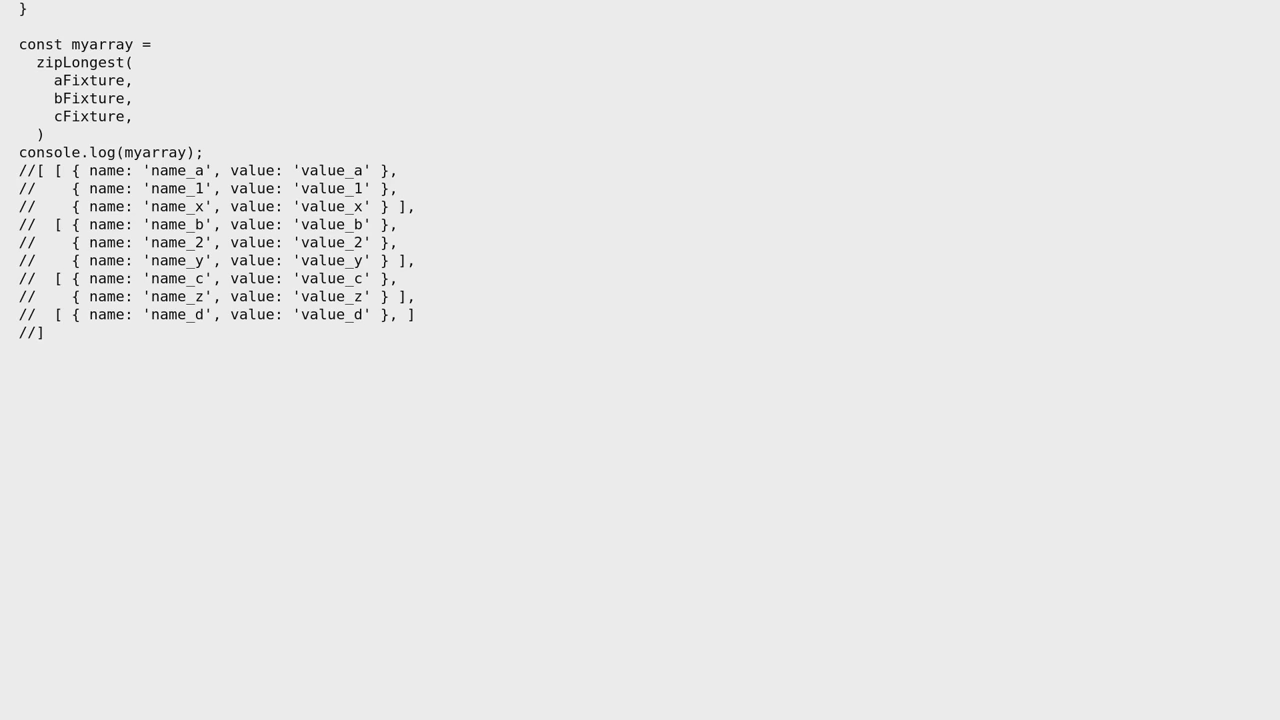 }

const myarray =
  zipLongest(
    aFixture,
    bFixture,
    cFixture,
  )
console.log(myarray);
//[ [ { name: 'name_a', value: 'value_a' },
//    { name: 'name_1', value: 'value_1' },
//    { name: 'name_x', value: 'value_x' } ],
//  [ { name: 'name_b', value: 'value_b' },
//    { name: 'name_2', value: 'value_2' },
//    { name: 'name_y', value: 'value_y' } ],
//  [ { name: 'name_c', value: 'value_c' },
//    { name: 'name_z', value: 'value_z' } ],
//  [ { name: 'name_d', value: 'value_d' }, ]
//]